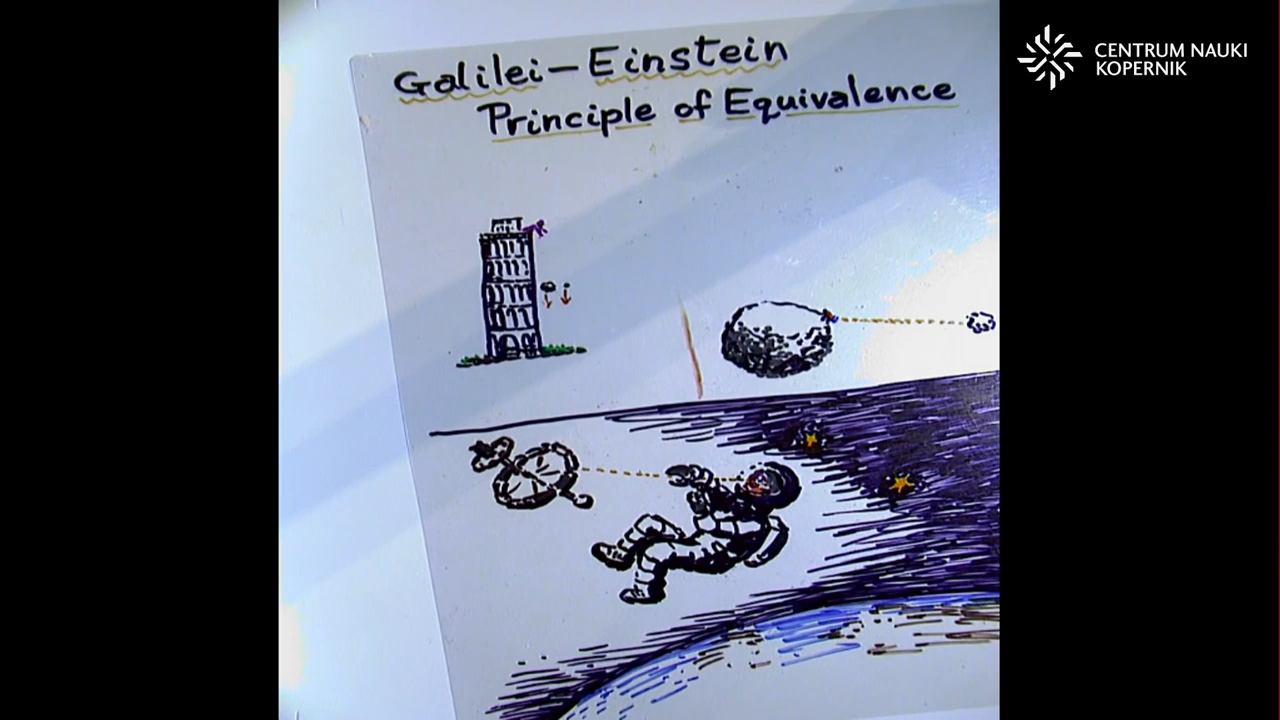 Galilei – Einstein
Principle of Equivalence
CENTRUM NAUKI
KOPERNIK